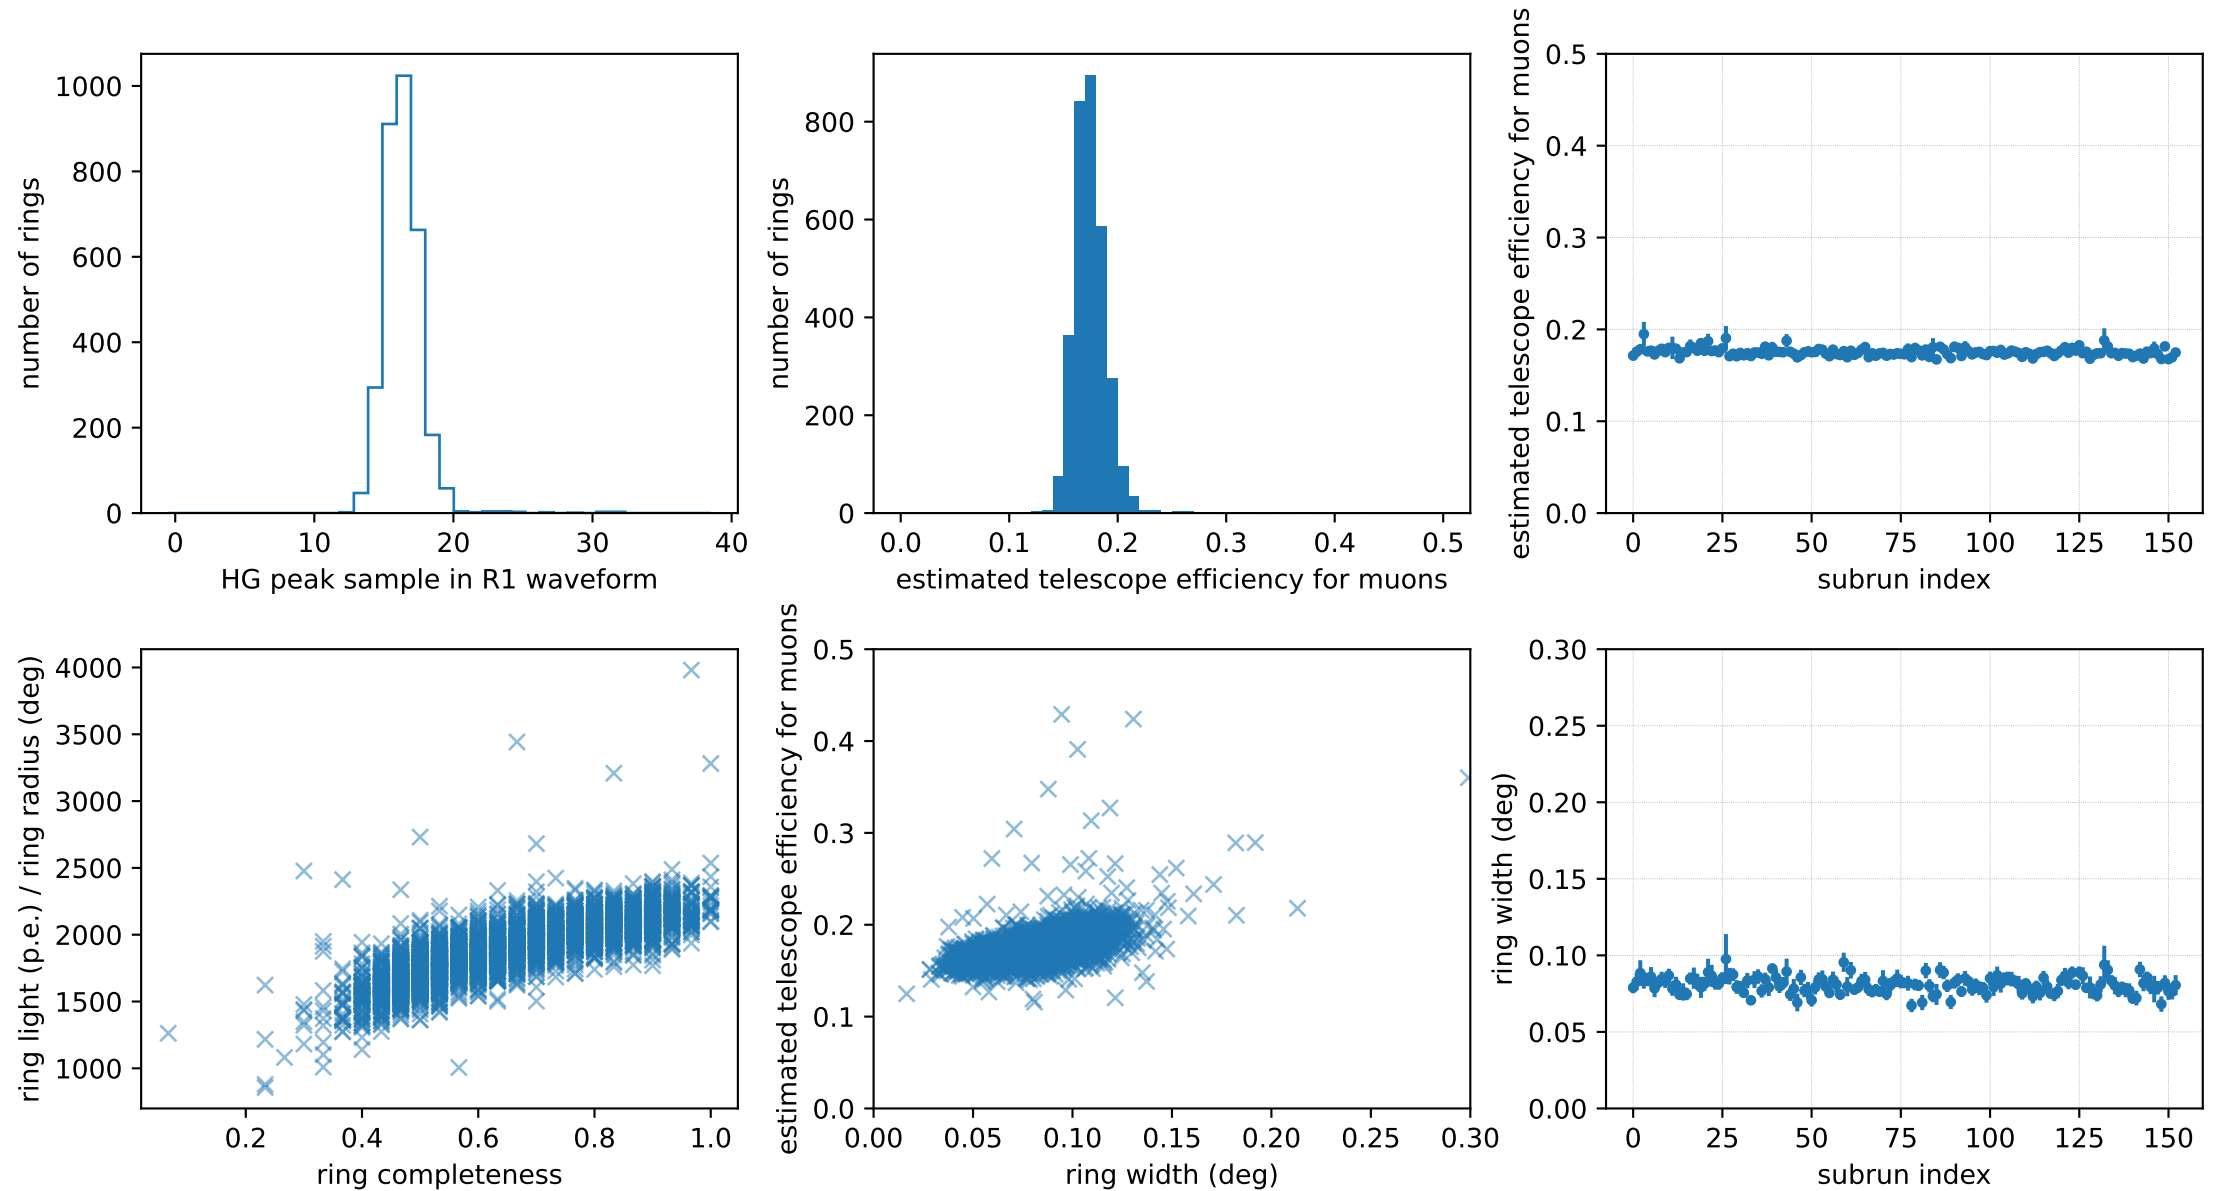 number of rings
1000
800
600
400
200
0
0 10 20 30 40
HG peak sample in R1 waveform
number of rings
800
600
400
200
0
0.0 0.1 0.2 0.3 0.4 0.5
estimated telescope efficiency for muons
estimated telescope efficiency for muons
0.5
0.4
0.3
0.2
0.1
0.0
0 25 50 75 100 125 150
subrun index
ring light (p.e.) / ring radius (deg)
4000
3500
3000
2500
2000
1500
1000
0.2 0.4 0.6 0.8 1.0
ring completeness
estimated telescope efficiency for muons
0.5
0.4
0.3
0.2
0.1
0.0
0.00 0.05 0.10 0.15 0.20 0.25 0.30
ring width (deg)
ring width (deg)
0.30
0.25
0.20
0.15
0.10
0.05
0.00
0 25 50 75 100 125 150
subrun index